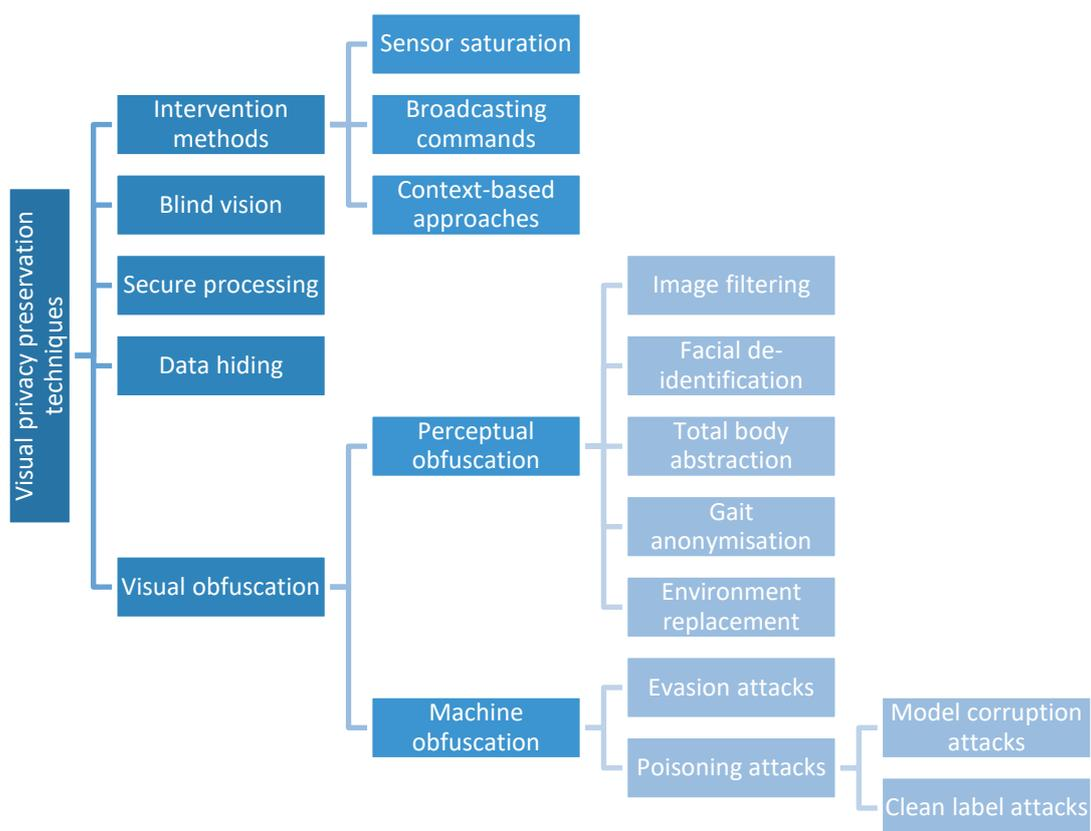 Visual privacy preservation
techniques
Intervention
methods
Sensor saturation
Broadcasting
commands
Context-based
approaches
Blind vision
Secure processing
Data hiding
Visual obfuscation
Perceptual
obfuscation
Image filtering
Facial de-
identification
Total body
abstraction
Gait
anonymisation
Environment
replacement
Machine
obfuscation
Evasion attacks
Poisoning attacks
Model corruption
attacks
Clean label attacks